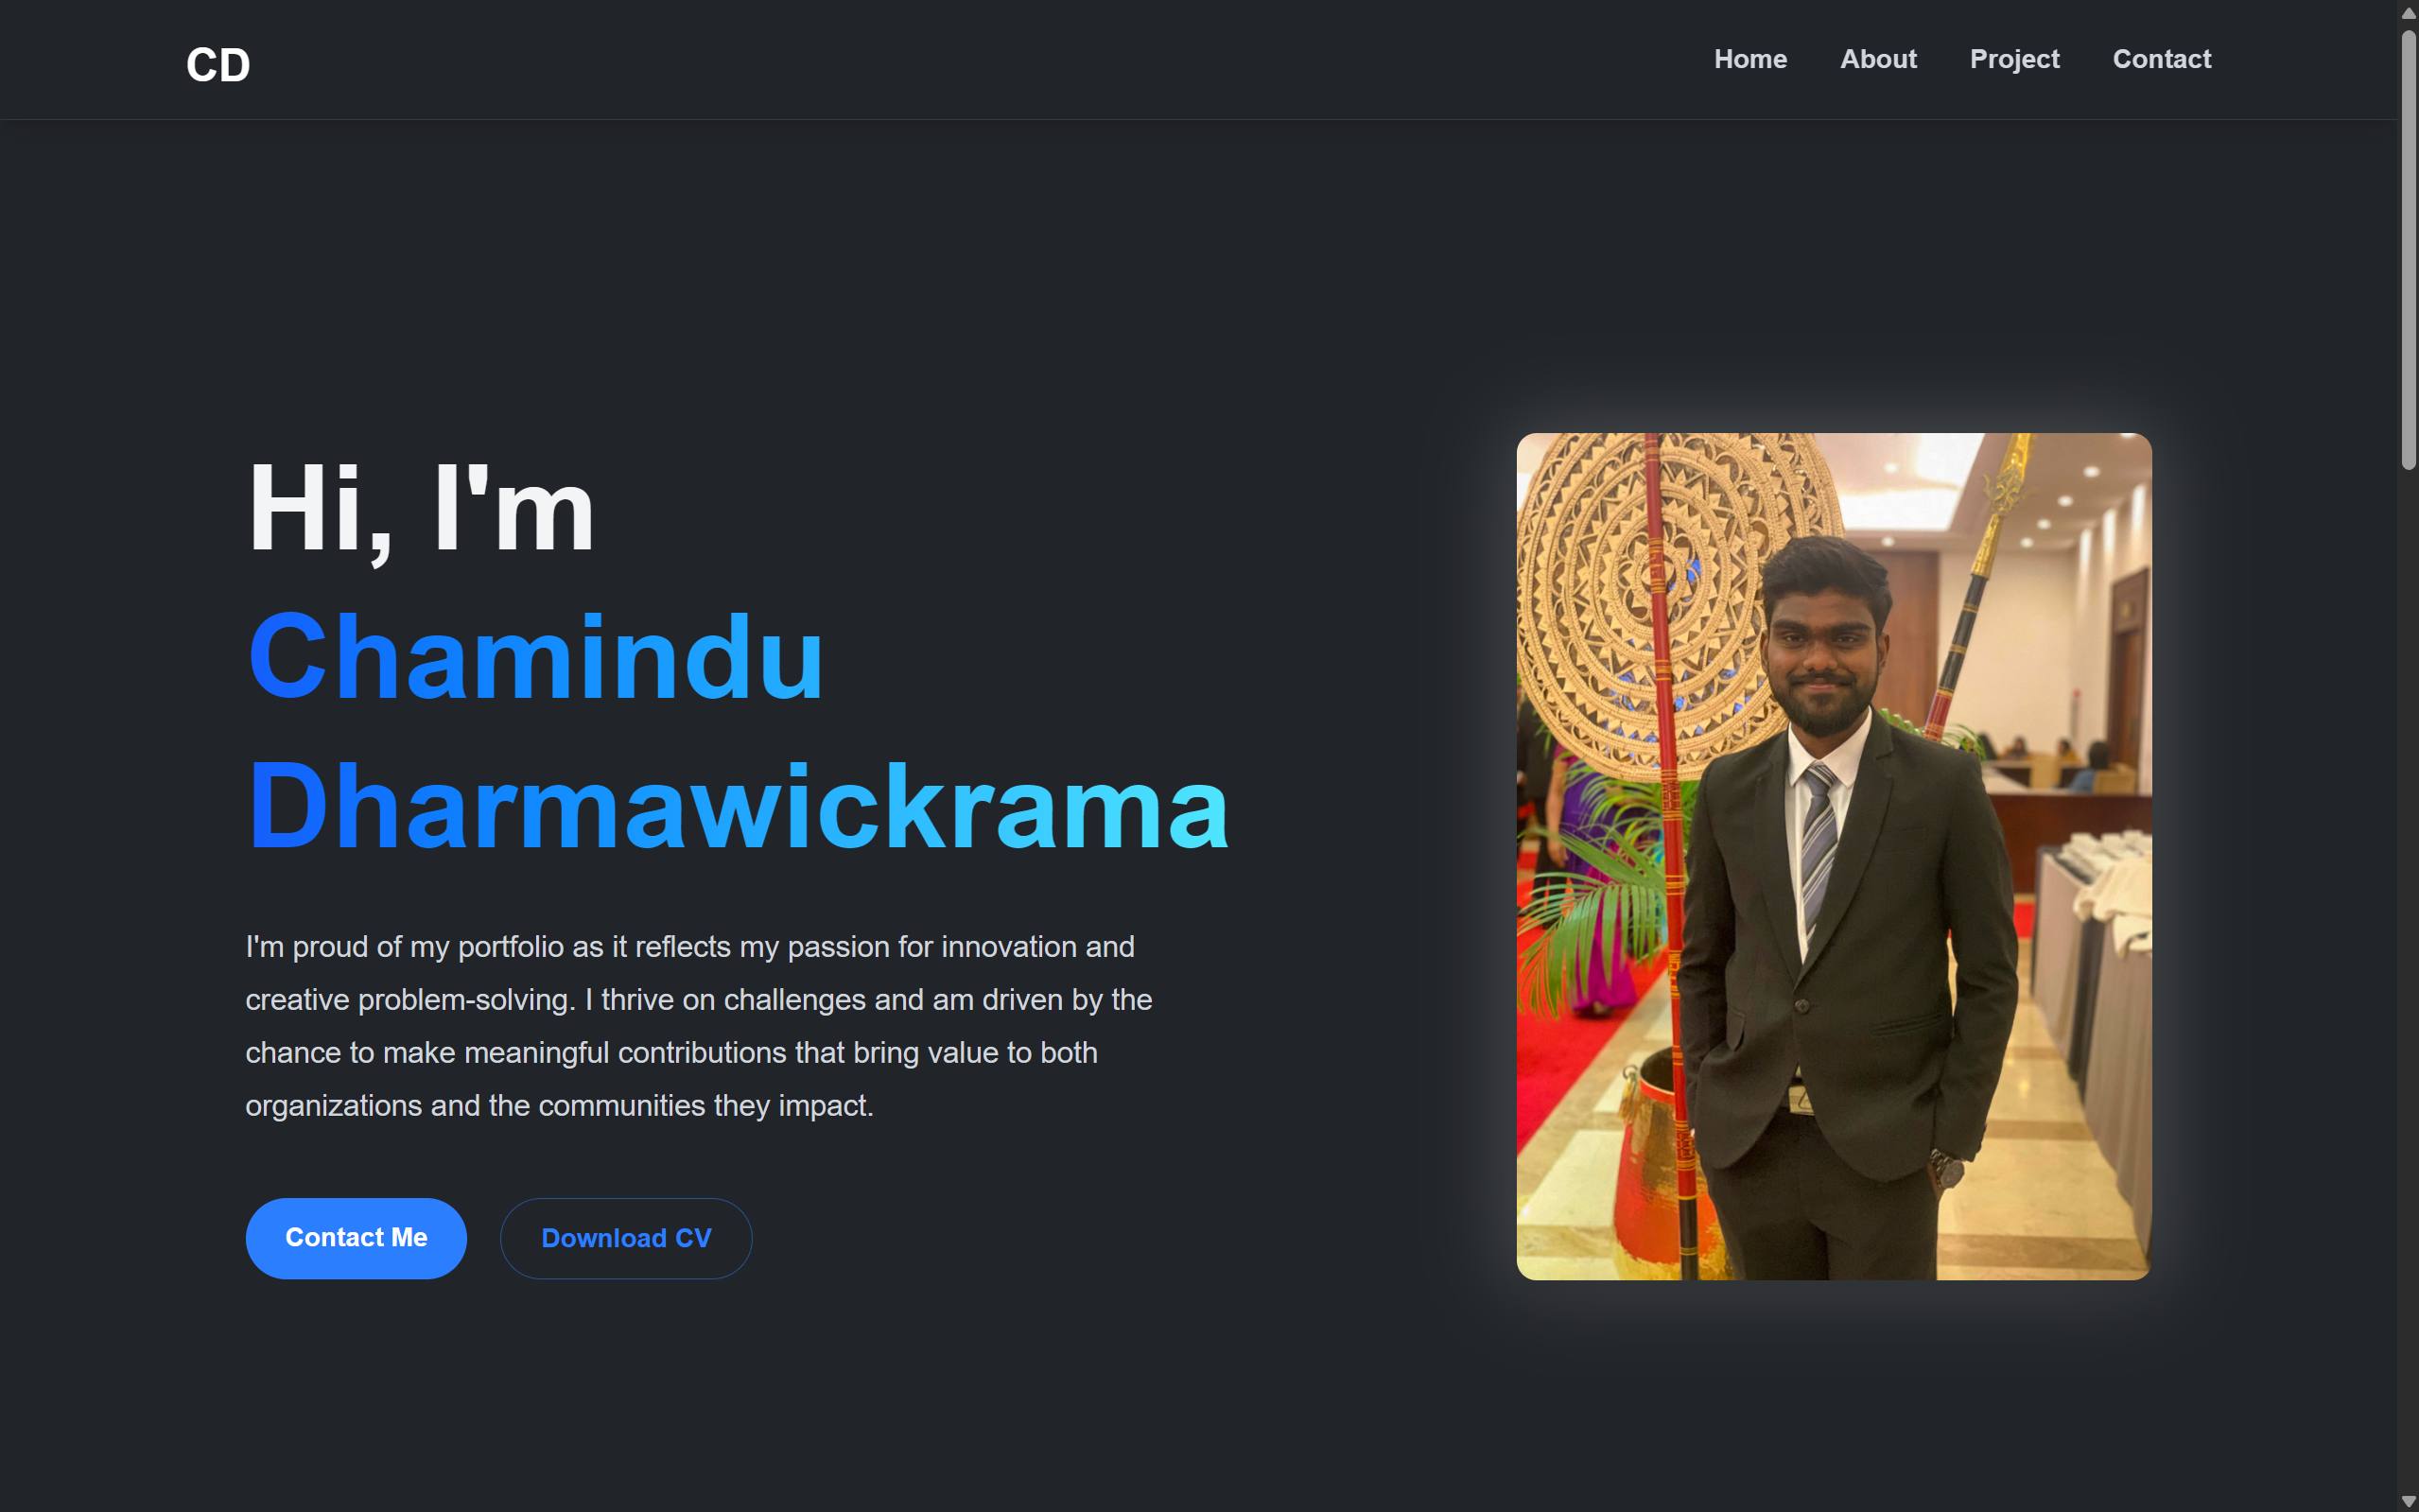 CD
Home About Project Contact
Hi, I'm
Chamindu
Dharmawickrama
I'm proud of my portfolio as it reflects my passion for innovation and
creative problem-solving. I thrive on challenges and am driven by the
chance to make meaningful contributions that bring value to both
organizations and the communities they impact.
Contact Me Download CV